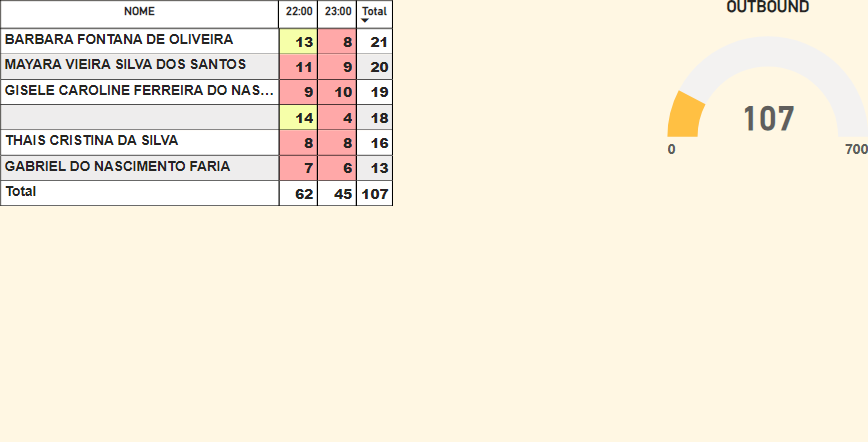 NOME 22:00 23:00 Total
BARBARA FONTANA DE OLIVEIRA 13 8 21
MAYARA VIEIRA SILVA DOS SANTOS 11 9 20
GISELE CAROLINE FERREIRA DO NAS... 9 10 19
14 4 18
THAIS CRISTINA DA SILVA 8 8 16
GABRIEL DO NASCIMENTO FARIA 7 6 13
Total 62 45 107
OUTBOUND
107
0 700